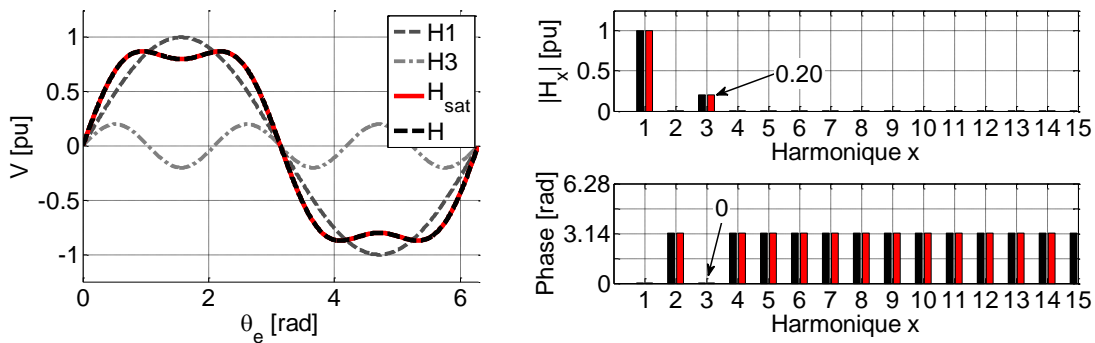 V [pu]
1
0.5
0
-0.5
-1
0
2
4
6
θe [rad]
H1
H3
Hsat
H
|Hx| [pu]
1
0.5
0
0.20
1 2 3 4 5 6 7 8 9 10 11 12 13 14 15
Harmonique x
Phase [rad]
6.28
3.14
0
0
1 2 3 4 5 6 7 8 9 10 11 12 13 14 15
Harmonique x